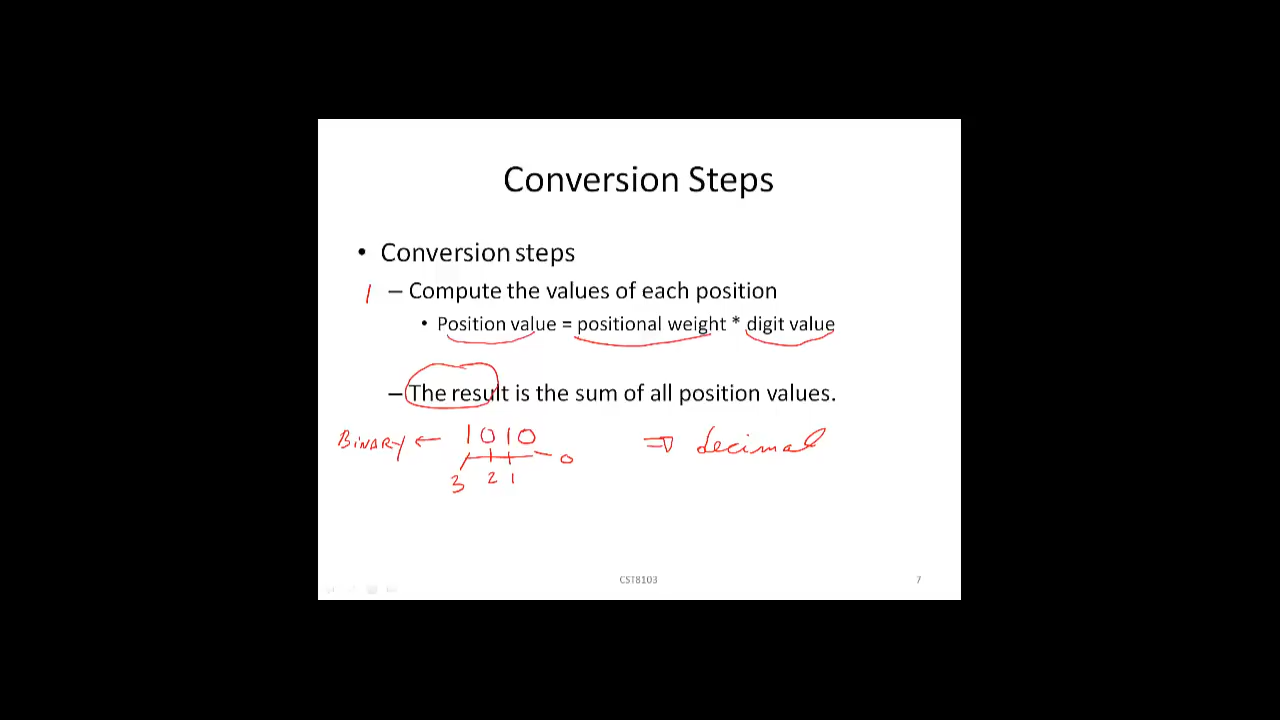 Conversion Steps
• Conversion steps
1 – Compute the values of each position
• Position value = positional weight * digit value
– The result is the sum of all position values.
BINARY ← 1010 ⇒ decimal
3 2 1 0
CST8103 7